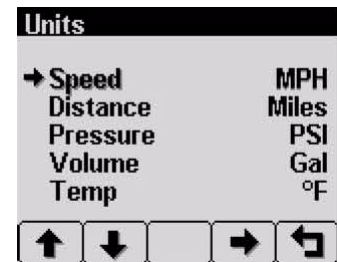 Units
Speed MPH
Distance Miles
Pressure PSI
Volume Gal
Temp °F